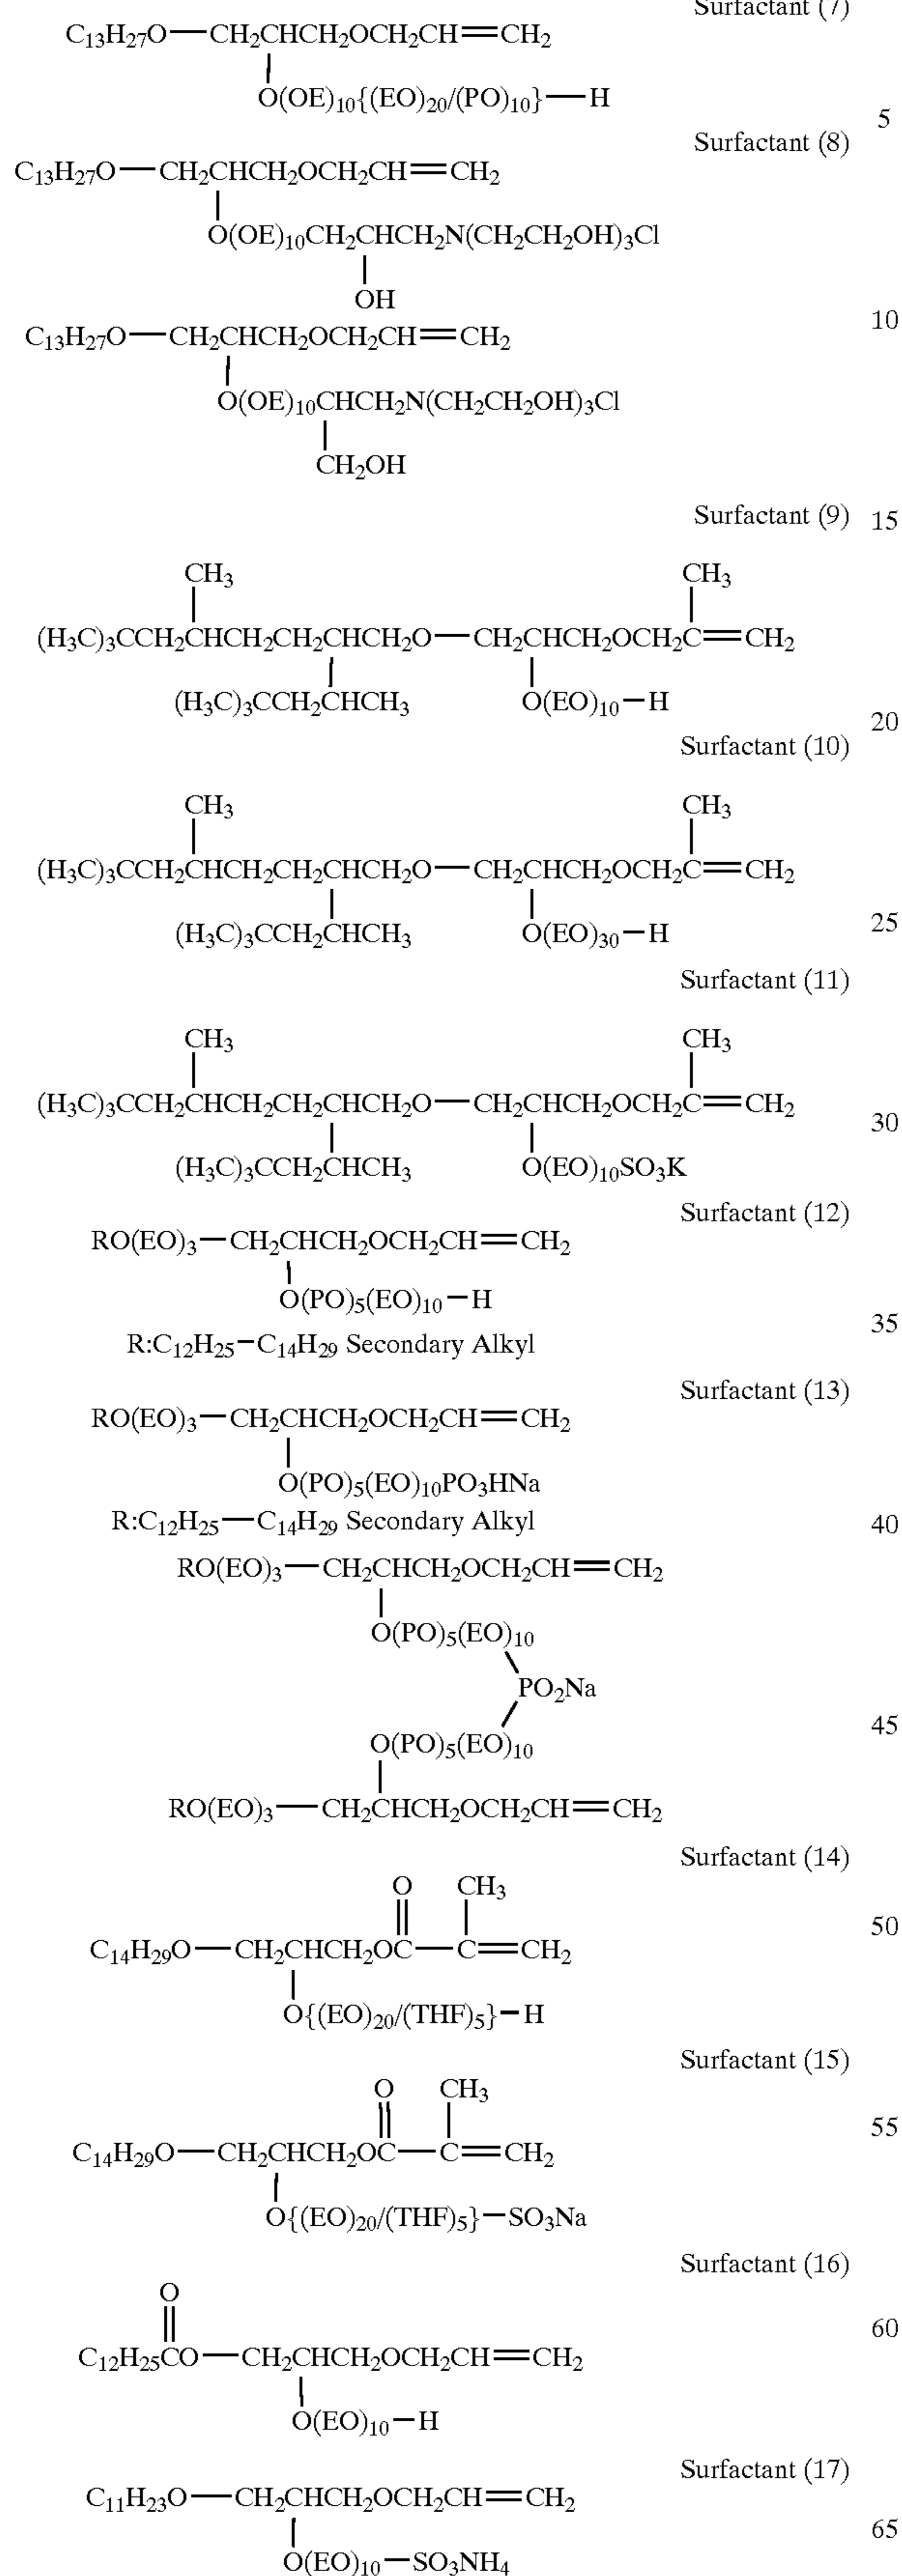 Surfactant (7)
C₁₃H₂₇O—CH₂CHCH₂OCH₂CH=CH₂
O(OE)₁₀{(EO)₂₀/(PO)₁₀}—H
5
Surfactant (8)
C₁₃H₂₇O—CH₂CHCH₂OCH₂CH=CH₂
O(OE)₁₀CH₂CHCH₂N(CH₂CH₂OH)₃Cl
OH
10
C₁₃H₂₇O—CH₂CHCH₂OCH₂CH=CH₂
O(OE)₁₀CHCH₂N(CH₂CH₂OH)₃Cl
CH₂OH
Surfactant (9)
15
CH₃ CH₃
(H₃C)₃CCH₂CHCH₂CH₂CHCH₂O—CH₂CHCH₂OCH₂C=CH₂
(H₃C)₃CCH₂CHCH₃ O(EO)₁₀—H
20
Surfactant (10)
CH₃ CH₃
(H₃C)₃CCH₂CHCH₂CH₂CHCH₂O—CH₂CHCH₂OCH₂C=CH₂
(H₃C)₃CCH₂CHCH₃ O(EO)₃₀—H
25
Surfactant (11)
CH₃ CH₃
(H₃C)₃CCH₂CHCH₂CH₂CHCH₂O—CH₂CHCH₂OCH₂C=CH₂
30
(H₃C)₃CCH₂CHCH₃ O(EO)₁₀SO₃K
Surfactant (12)
RO(EO)₃—CH₂CHCH₂OCH₂CH=CH₂
O(PO)₅(EO)₁₀—H
35
R:C₁₂H₂₅—C₁₄H₂₉ Secondary Alkyl
Surfactant (13)
RO(EO)₃—CH₂CHCH₂OCH₂CH=CH₂
O(PO)₅(EO)₁₀PO₃HNa
R:C₁₂H₂₅—C₁₄H₂₉ Secondary Alkyl
40
RO(EO)₃—CH₂CHCH₂OCH₂CH=CH₂
O(PO)₅(EO)₁₀
PO₂Na
45
O(PO)₅(EO)₁₀
RO(EO)₃—CH₂CHCH₂OCH₂CH=CH₂
Surfactant (14)
O CH₃
50
C₁₄H₂₉O—CH₂CHCH₂OC—C=CH₂
O{(EO)₂₀/(THF)₅}—H
Surfactant (15)
O CH₃
55
C₁₄H₂₉O—CH₂CHCH₂OC—C=CH₂
O{(EO)₂₀/(THF)₅}—SO₃Na
Surfactant (16)
O
60
C₁₂H₂₅CO—CH₂CHCH₂OCH₂CH=CH₂
O(EO)₁₀—H
Surfactant (17)
C₁₁H₂₃O—CH₂CHCH₂OCH₂CH=CH₂
65
O(EO)₁₀—SO₃NH₄